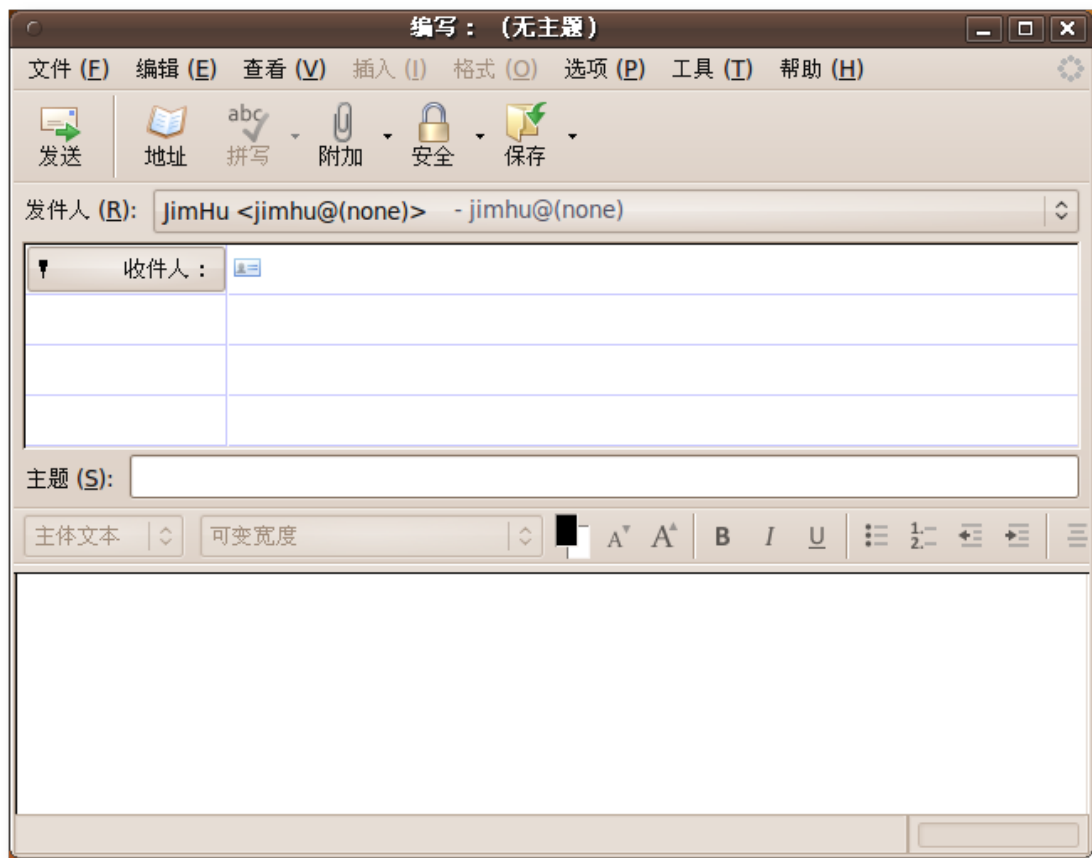 编写： (无主题)
文件 (F) 编辑 (E) 查看 (V) 插入 (I) 格式 (O) 选项 (P) 工具 (T) 帮助 (H)
abc
发送 地址 拼写 附加 安全 保存
发件人 (R): JimHu <jimhu@(none)> - jimhu@(none)
收件人：
主题 (S):
主体文本 可变宽度 A A B I U 1. 2.